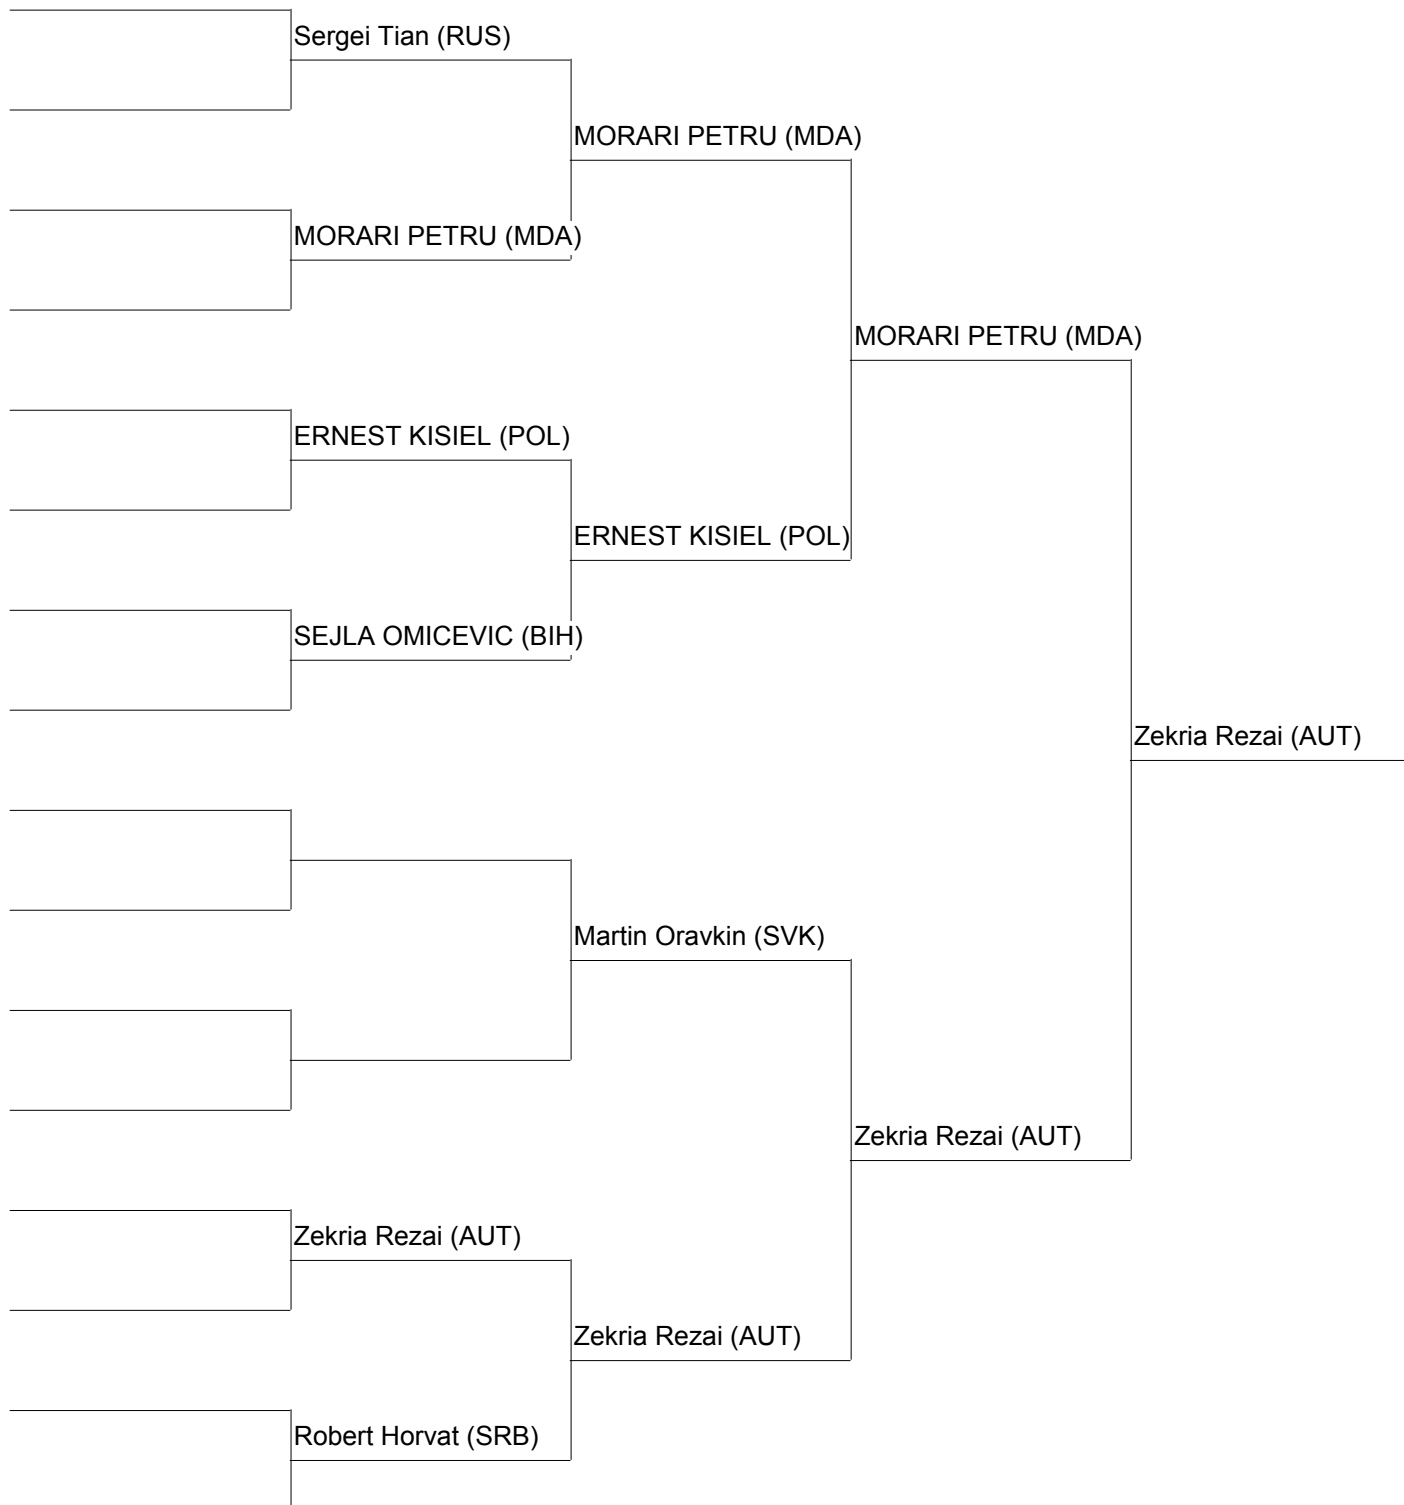 Sergei Tian (RUS)
MORARI PETRU (MDA)
MORARI PETRU (MDA)
MORARI PETRU (MDA)
ERNEST KISIEL (POL)
ERNEST KISIEL (POL)
SEJLA OMICEVIC (BIH)
Zekria Rezai (AUT)
Martin Oravkin (SVK)
Zekria Rezai (AUT)
Zekria Rezai (AUT)
Zekria Rezai (AUT)
Robert Horvat (SRB)